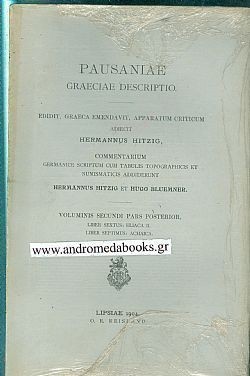 PAUSANIAE
GRAECIAE DESCRIPTIO.
EDIDIT, GRAECA EMENDAVIT, APPARATUM CRITICUM
ADIECIT
HERMANNUS HITZIG,
COMMENTARIUM
GERMANICE SCRIPTUM CUM TABULIS TOPOGRAPHICIS ET
NUMISMATICIS ADDIDERUNT
HERMANNUS HITZIG ET HUGO BLUEMNER.
VOLUMINIS SECUNDI PARS POSTERIOR.
LIBER SEXTUS: ELIACA II.
LIBER SEPTIMUS: ACHAICA.
www.andromedabooks.gr
LIPSIAE 1904
O. R. REISLAND.